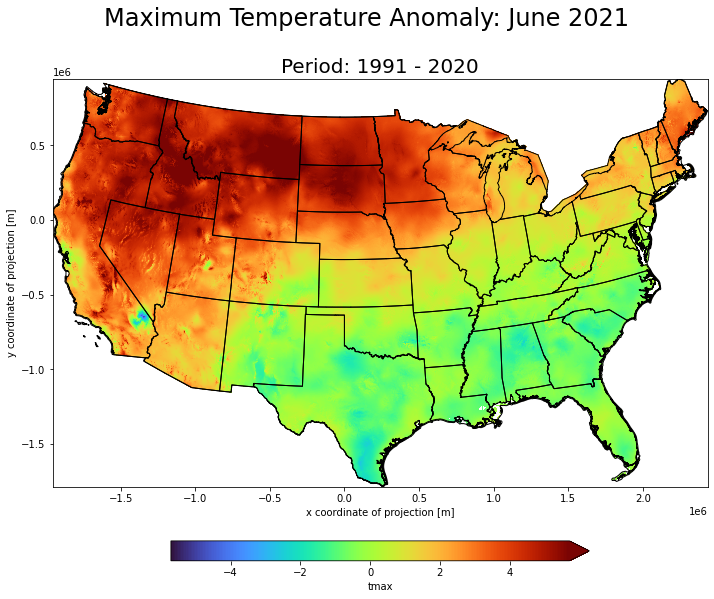 Maximum Temperature Anomaly: June 2021
Period: 1991 - 2020
1e6
0.5
0.0
−0.5
−1.0
−1.5
y coordinate of projection [m]
−1.5 −1.0 −0.5 0.0 0.5 1.0 1.5 2.0
x coordinate of projection [m]
1e6
−4 −2 0 2 4
tmax